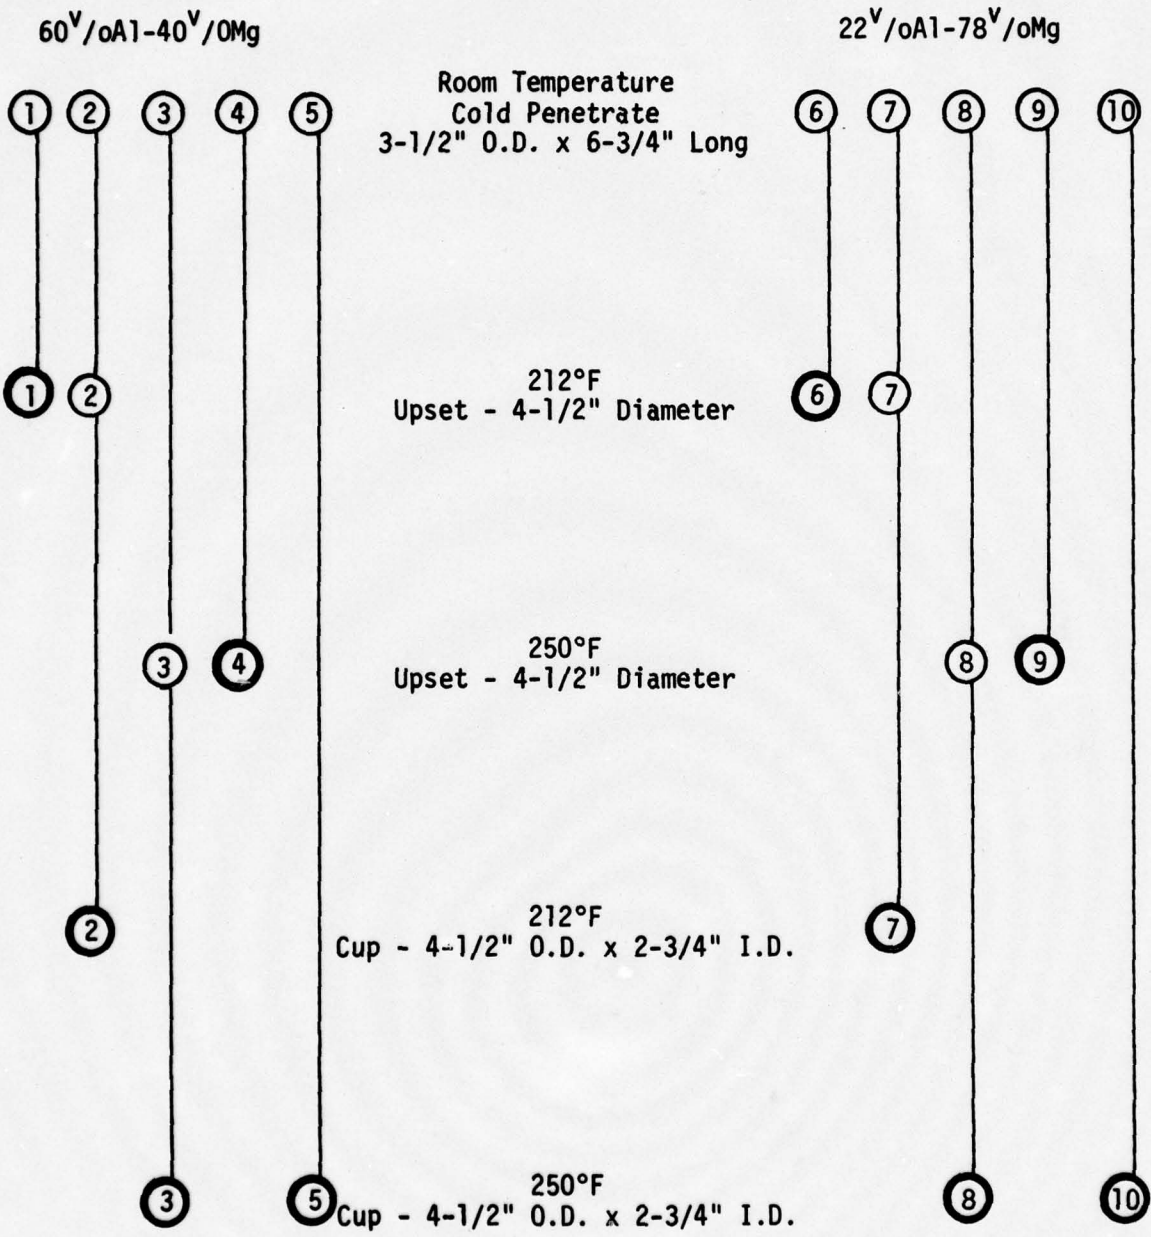 60ⱽ/oAl-40ⱽ/OMg
22ⱽ/oAl-78ⱽ/oMg
Room Temperature
Cold Penetrate
3-1/2" O.D. x 6-3/4" Long
1 2 3 4 5
6 7 8 9 10
212°F
Upset - 4-1/2" Diameter
1 2
6 7
250°F
Upset - 4-1/2" Diameter
3 4
8 9
212°F
Cup - 4-1/2" O.D. x 2-3/4" I.D.
2
7
250°F
Cup - 4-1/2" O.D. x 2-3/4" I.D.
3 5
8 10